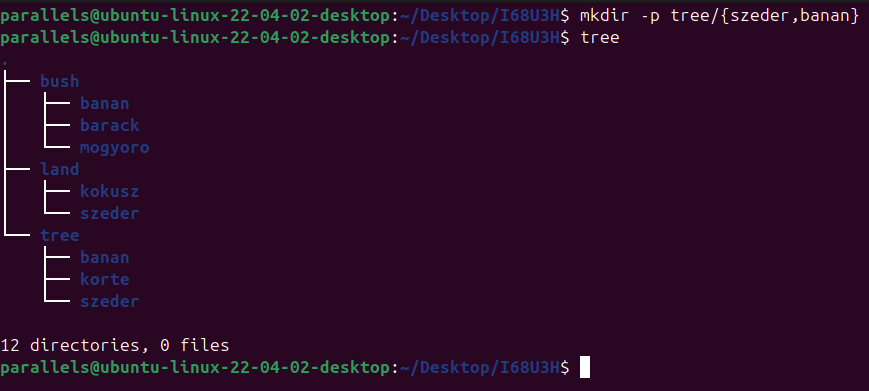 parallels@ubuntu-linux-22-04-02-desktop:~/Desktop/I68U3H$ mkdir -p tree/{szeder,banan}
parallels@ubuntu-linux-22-04-02-desktop:~/Desktop/I68U3H$ tree
.
├── bush
│   ├── banan
│   ├── barack
│   └── mogyoro
├── land
│   ├── kokusz
│   └── szeder
└── tree
    ├── banan
    ├── korte
    └── szeder

12 directories, 0 files
parallels@ubuntu-linux-22-04-02-desktop:~/Desktop/I68U3H$